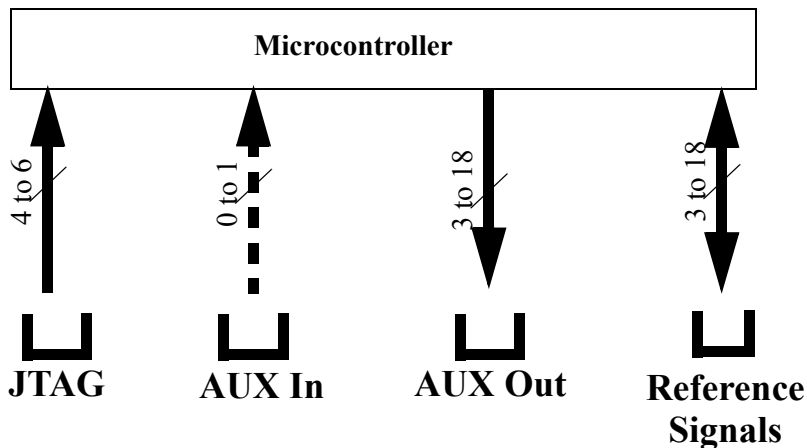 Microcontroller
4 to 6
0 to 1
3 to 18
3 to 18
JTAG
AUX In
AUX Out
Reference
Signals